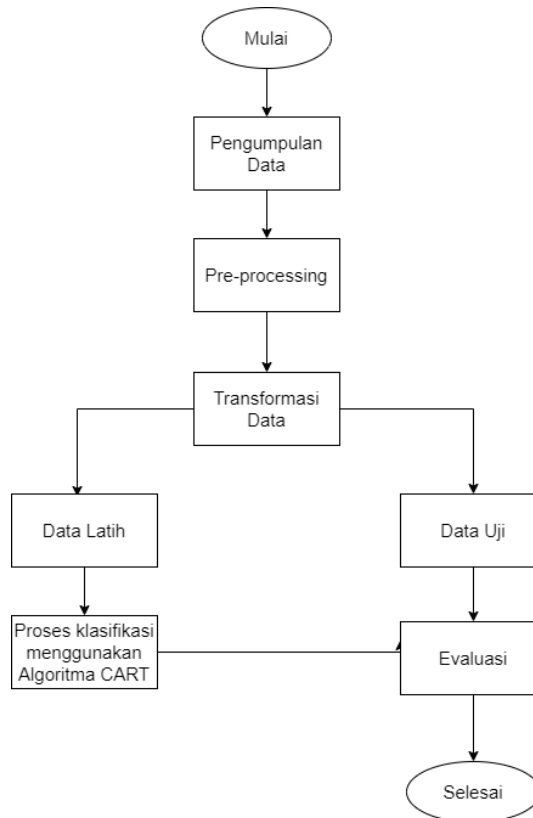 Mulai
Pengumpulan
Data
Pre-processing
Transformasi
Data
Data Latih
Data Uji
Proses klasifikasi
menggunakan
Algoritma CART
Evaluasi
Selesai